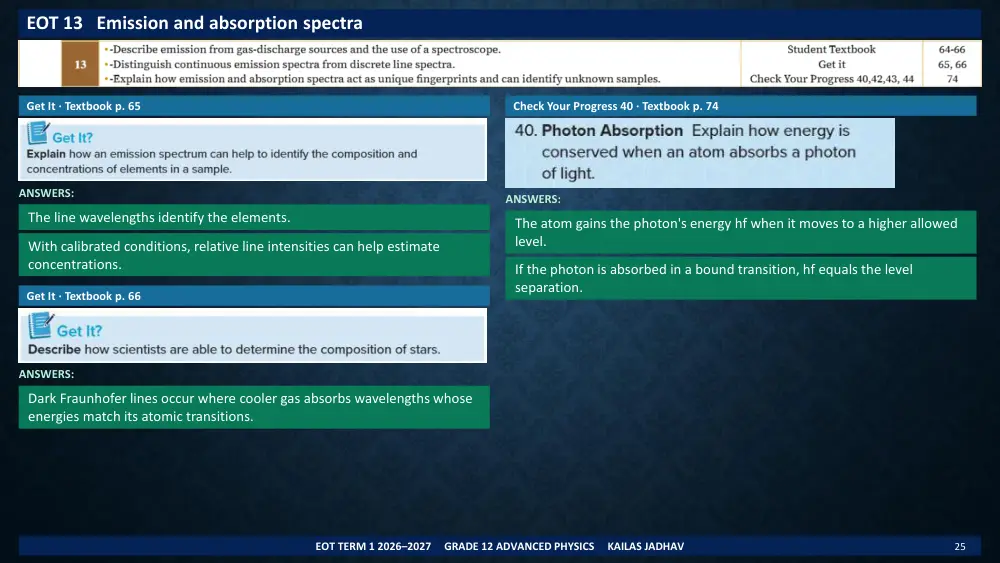 EOT 13 Emission and absorption spectra
13
•-Describe emission from gas-discharge sources and the use of a spectroscope.
•-Distinguish continuous emission spectra from discrete line spectra.
•-Explain how emission and absorption spectra act as unique fingerprints and can identify unknown samples.
Student Textbook 64-66
Get it 65, 66
Check Your Progress 40,42,43, 44 74
Get It · Textbook p. 65
Get It?
Explain how an emission spectrum can help to identify the composition and
concentrations of elements in a sample.
ANSWERS:
The line wavelengths identify the elements.
With calibrated conditions, relative line intensities can help estimate
concentrations.
Get It · Textbook p. 66
Get It?
Describe how scientists are able to determine the composition of stars.
ANSWERS:
Dark Fraunhofer lines occur where cooler gas absorbs wavelengths whose
energies match its atomic transitions.
Check Your Progress 40 · Textbook p. 74
40. Photon Absorption Explain how energy is
conserved when an atom absorbs a photon
of light.
ANSWERS:
The atom gains the photon's energy hf when it moves to a higher allowed
level.
If the photon is absorbed in a bound transition, hf equals the level
separation.
EOT TERM 1 2026–2027 GRADE 12 ADVANCED PHYSICS KAILAS JADHAV
25